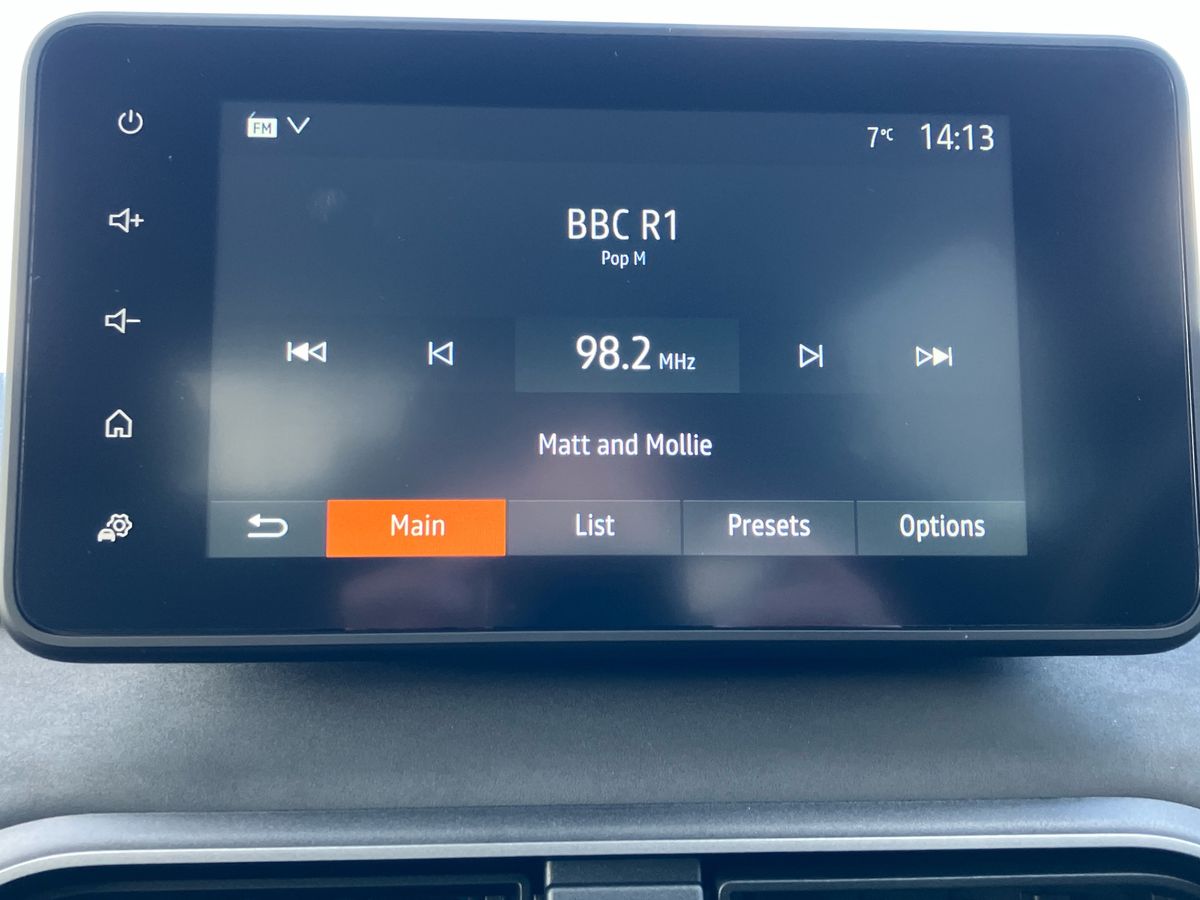 FM
7°C 14:13
BBC R1
Pop M
98.2 MHz
Matt and Mollie
Main List Presets Options